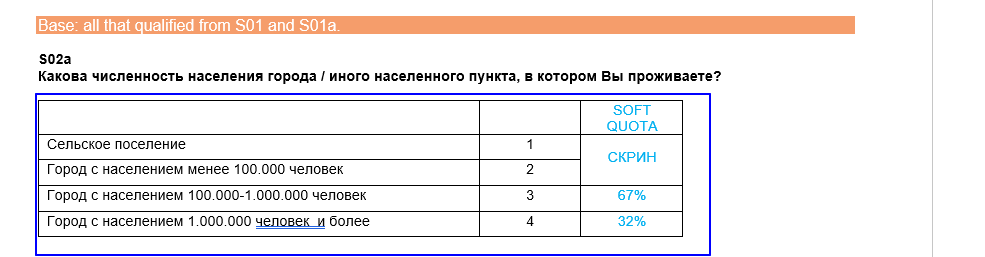 Base: all that qualified from S01 and S01a.
S02a
Какова численность населения города / иного населенного пункта, в котором Вы проживаете?
SOFT
QUOTA
Сельское поселение 1
СКРИН
Город с населением менее 100.000 человек 2
Город с населением 100.000-1.000.000 человек 3 67%
Город с населением 1.000.000 человек и более 4 32%